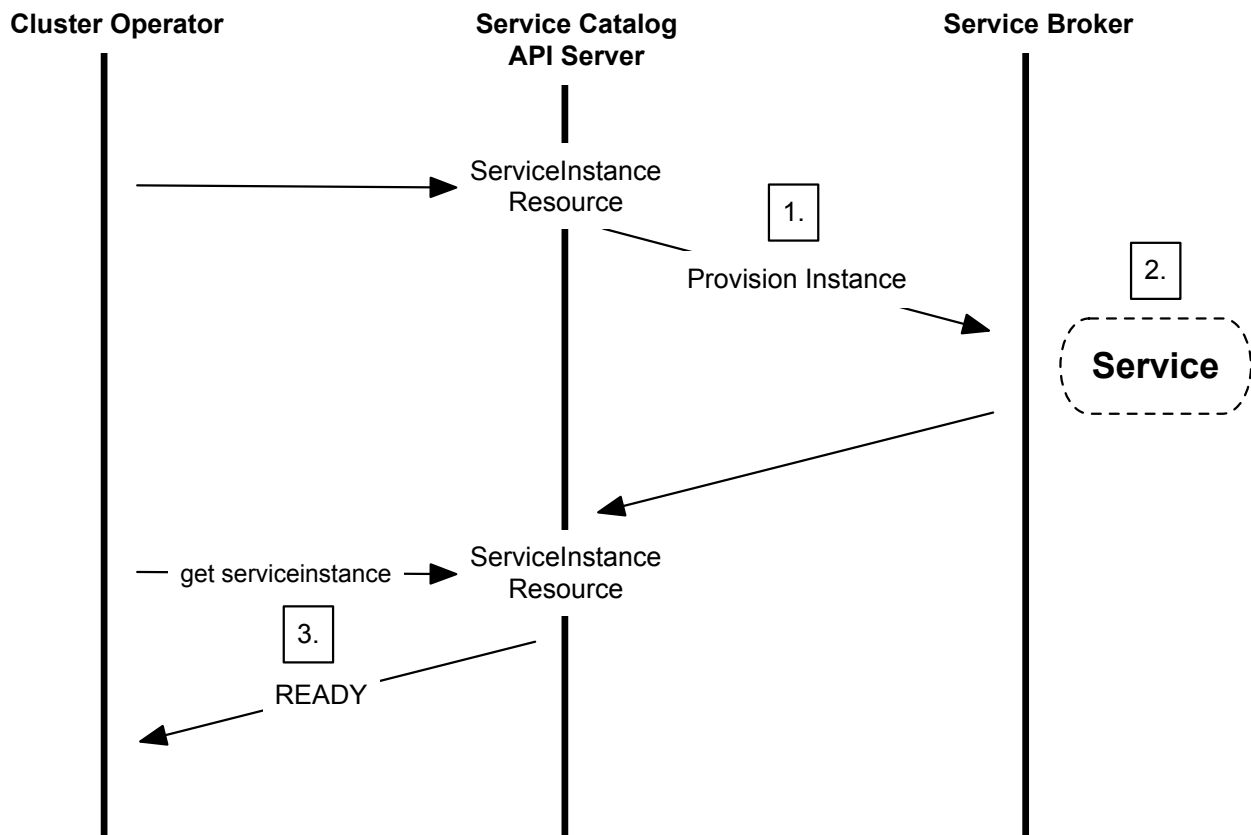 Cluster Operator
Service Catalog
API Server
Service Broker
ServiceInstance
Resource
1.
Provision Instance
2.
Service
ServiceInstance
Resource
get serviceinstance
3.
READY